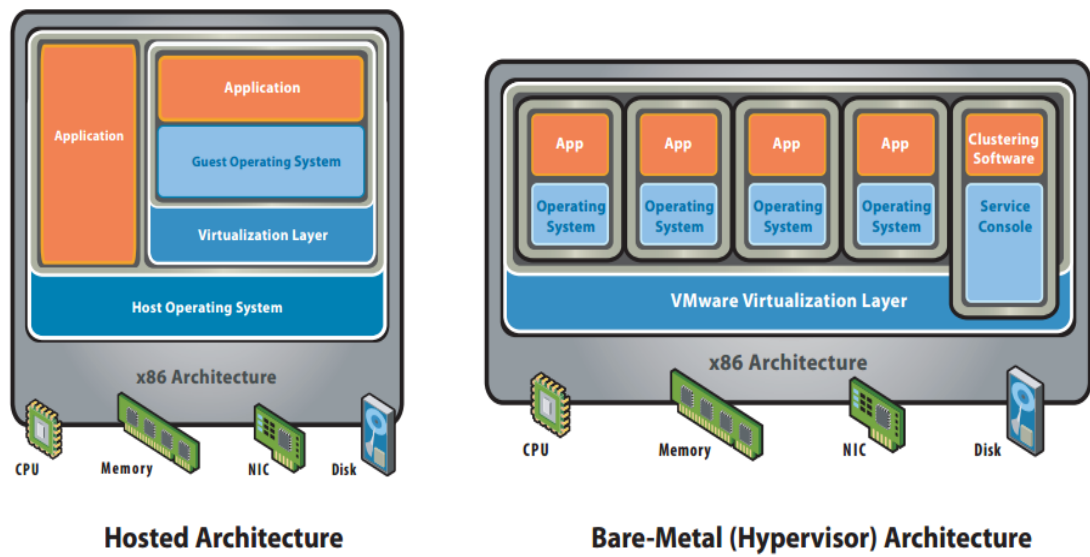 Application
Application
Guest Operating System
Virtualization Layer
Host Operating System
x86 Architecture
CPU
Memory
NIC
Disk
Hosted Architecture
App
App
App
App
Clustering
Software
Operating
System
Operating
System
Operating
System
Operating
System
Service
Console
VMware Virtualization Layer
x86 Architecture
CPU
Memory
NIC
Disk
Bare-Metal (Hypervisor) Architecture